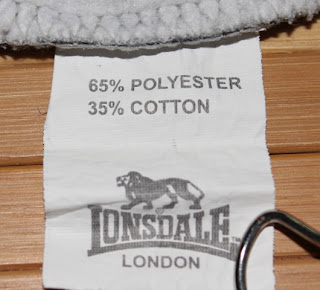 65% POLYESTER
35% COTTON
LONSDALE
LONDON